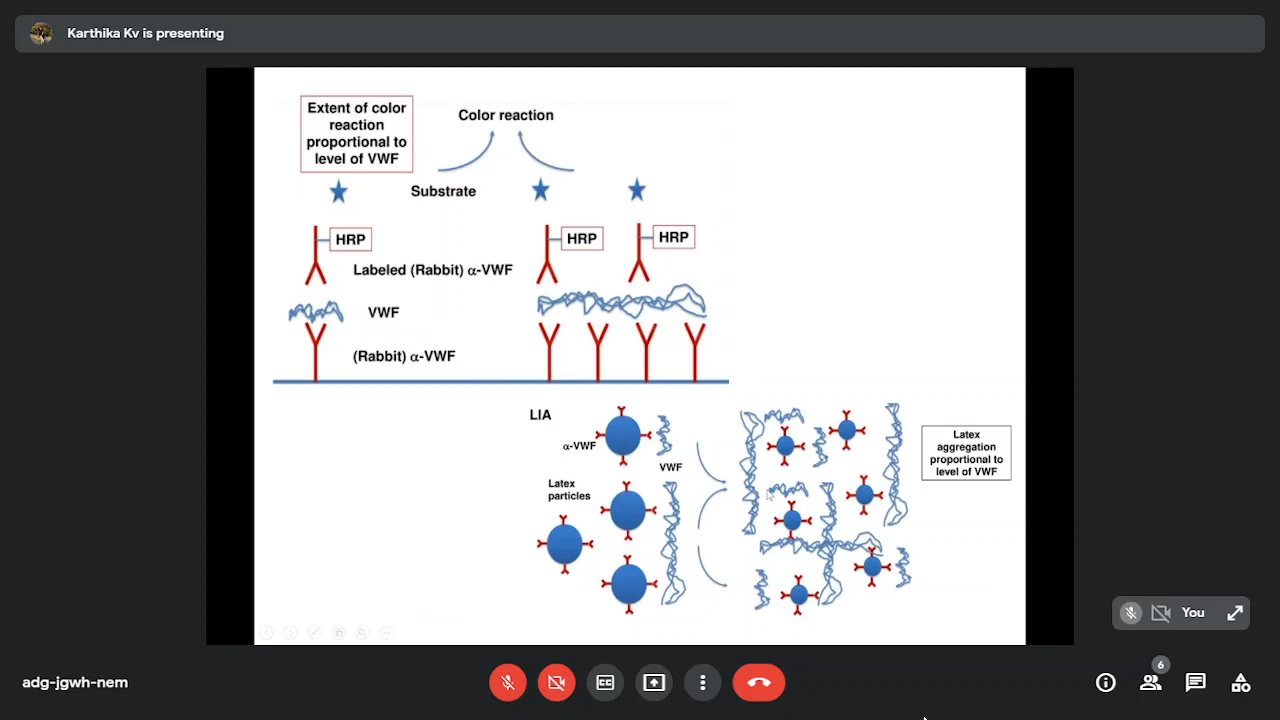 Karthika Kv is presenting
Extent of color
reaction
proportional to
level of VWF
Color reaction
Substrate
HRP
HRP
HRP
Labeled (Rabbit) α-VWF
VWF
(Rabbit) α-VWF
LIA
α-VWF
VWF
Latex
particles
Latex
aggregation
proportional to
level of VWF
You
adg-jgwh-nem
6